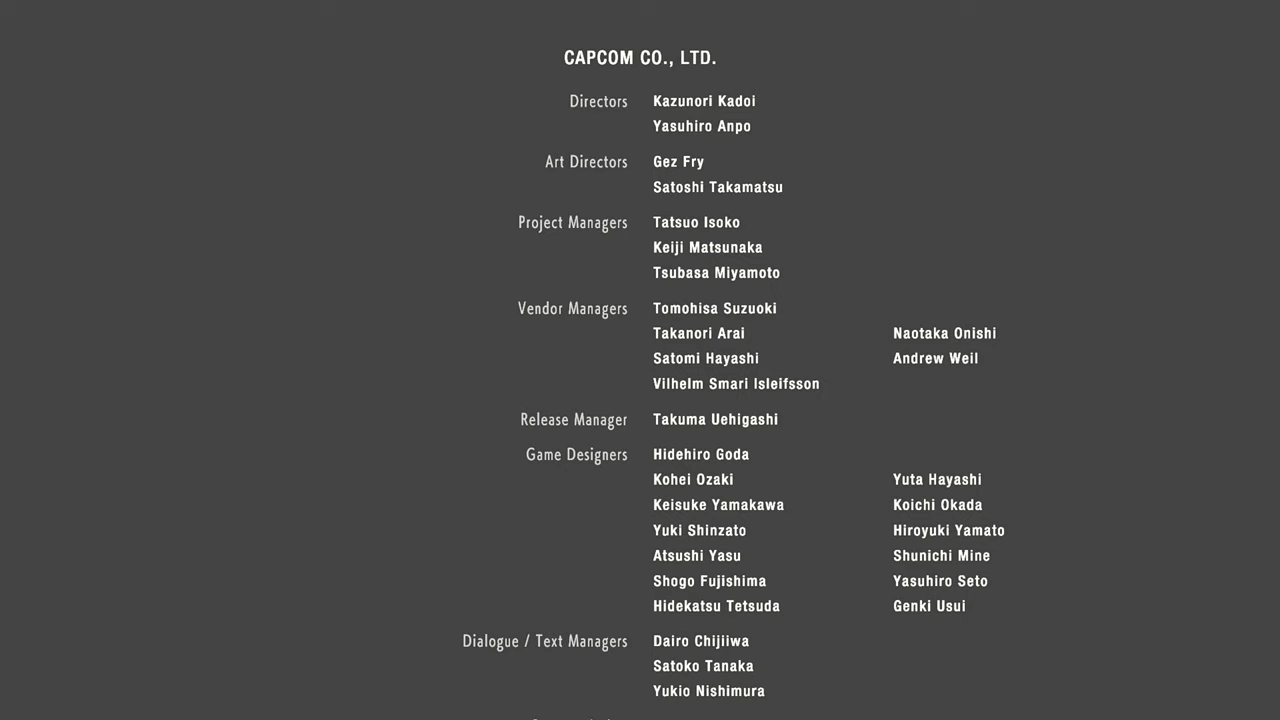 CAPCOM CO., LTD.
Directors Kazunori Kadoi
Yasuhiro Anpo
Art Directors Gez Fry
Satoshi Takamatsu
Project Managers Tatsuo Isoko
Keiji Matsunaka
Tsubasa Miyamoto
Vendor Managers Tomohisa Suzuoki
Takanori Arai Naotaka Onishi
Satomi Hayashi Andrew Weil
Vilhelm Smari Isleifsson
Release Manager Takuma Uehigashi
Game Designers Hidehiro Goda
Kohei Ozaki Yuta Hayashi
Keisuke Yamakawa Koichi Okada
Yuki Shinzato Hiroyuki Yamato
Atsushi Yasu Shunichi Mine
Shogo Fujishima Yasuhiro Seto
Hidekatsu Tetsuda Genki Usui
Dialogue / Text Managers Dairo Chijiiwa
Satoko Tanaka
Yukio Nishimura